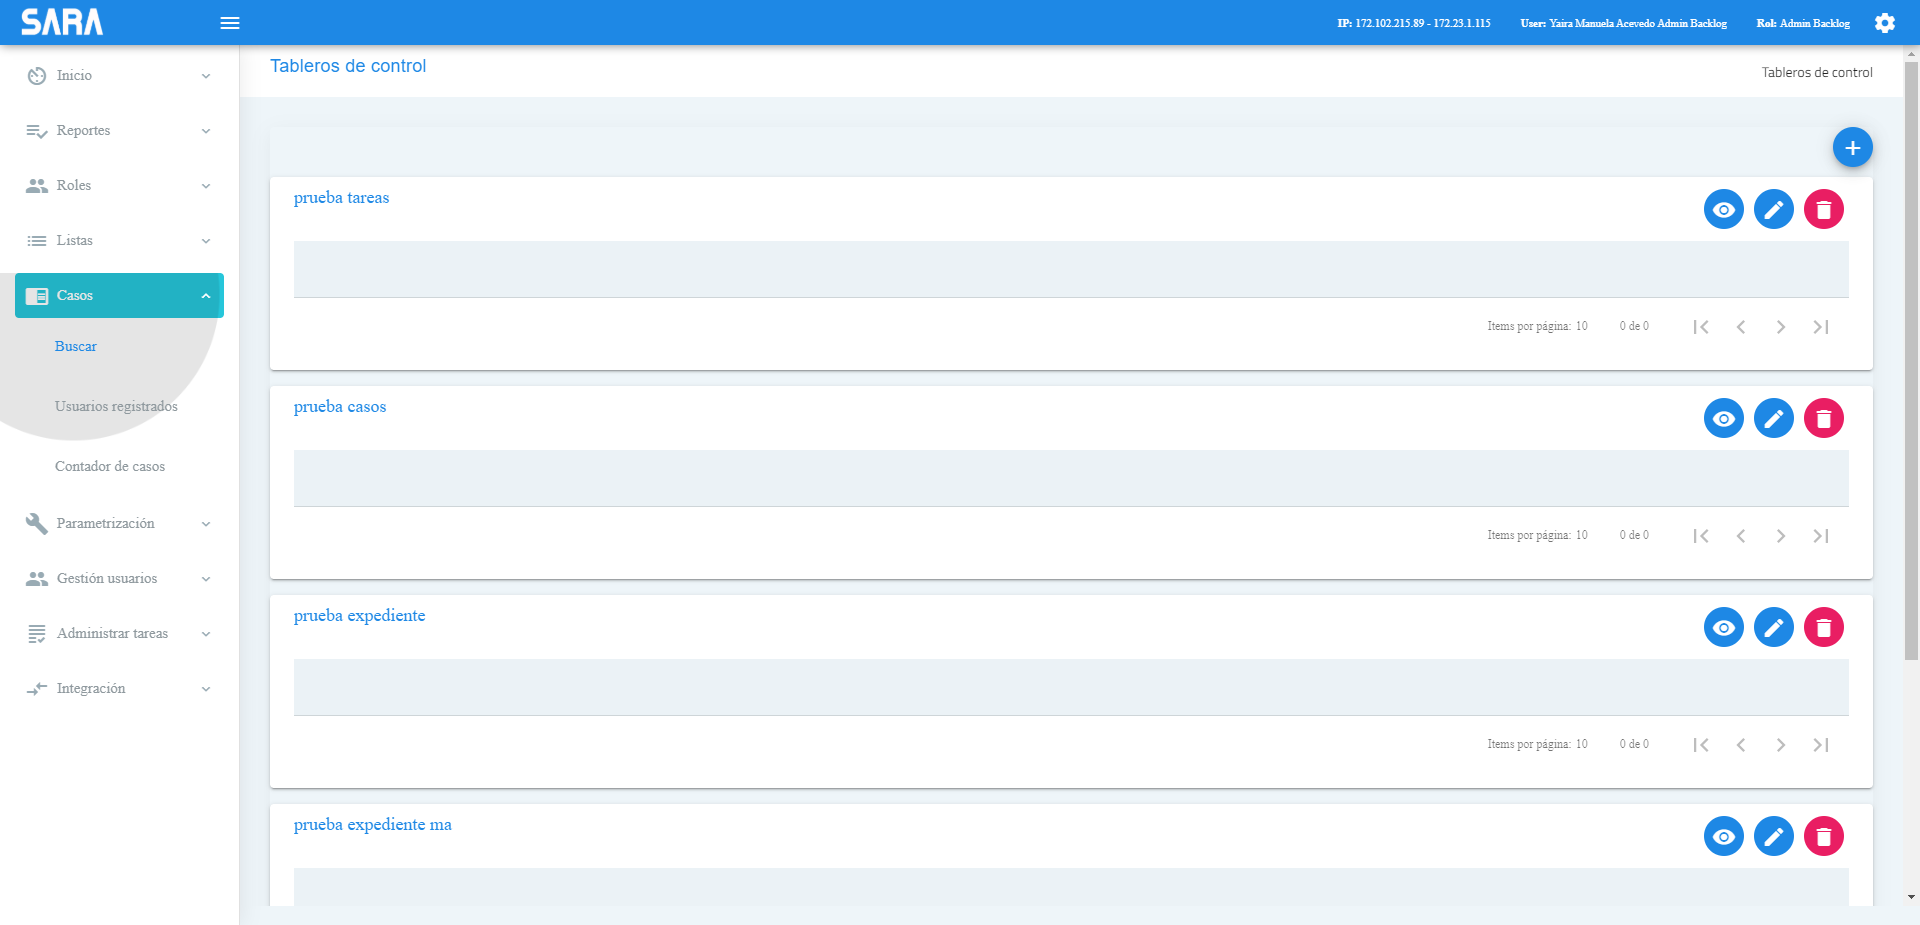 SARA
IP: 172.102.215.89 - 172.23.1.115 User: Yaira Manuela Acevedo Admin Backlog Rol: Admin Backlog
Inicio
Reportes
Roles
Listas
Casos
Buscar
Usuarios registrados
Contador de casos
Parametrización
Gestión usuarios
Administrar tareas
Integración
Tableros de control
Tableros de control
prueba tareas
Items por página: 10 0 de 0
prueba casos
Items por página: 10 0 de 0
prueba expediente
Items por página: 10 0 de 0
prueba expediente ma